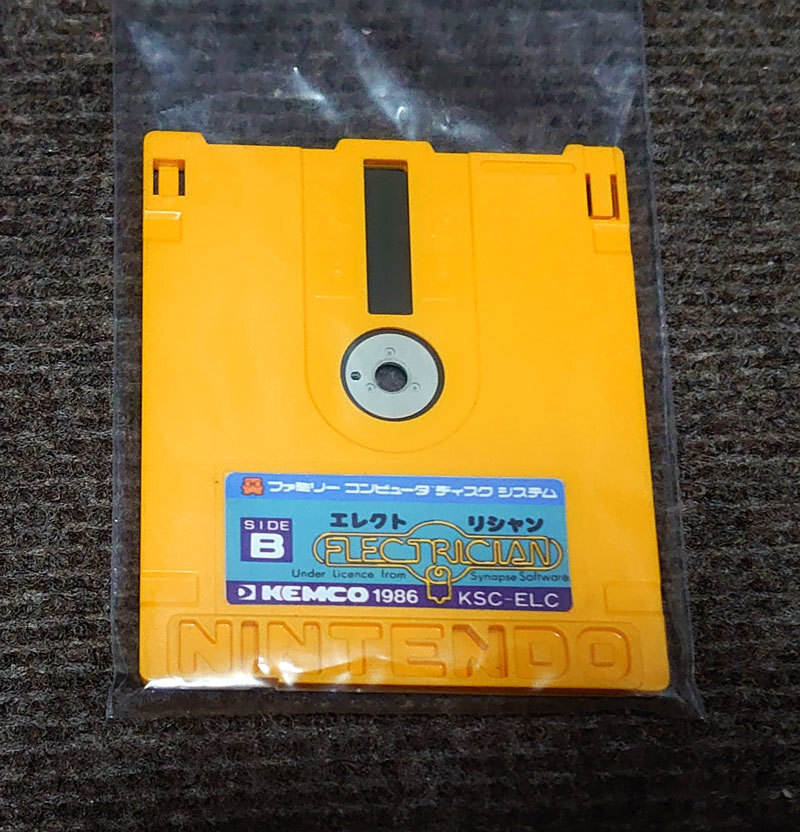 ファミリー コンピュータ ディスク システム
SIDE B
エレクトリシャン
ELECTRICIAN
Under Licence from Synapse Software
KEMCO 1986 KSC-ELC
NINTENDO